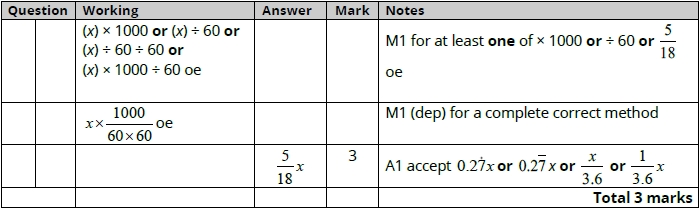 Question Working Answer Mark Notes
(x) × 1000 or (x) ÷ 60 or
(x) ÷ 60 ÷ 60 or
(x) × 1000 ÷ 60 oe
M1 for at least one of × 1000 or ÷ 60 or 5/18
oe
x × 1000/(60 × 60) oe
M1 (dep) for a complete correct method
5/18 x
3
A1 accept 0.27̇x or 0.27̅x or x/3.6 or 1/3.6 x
Total 3 marks